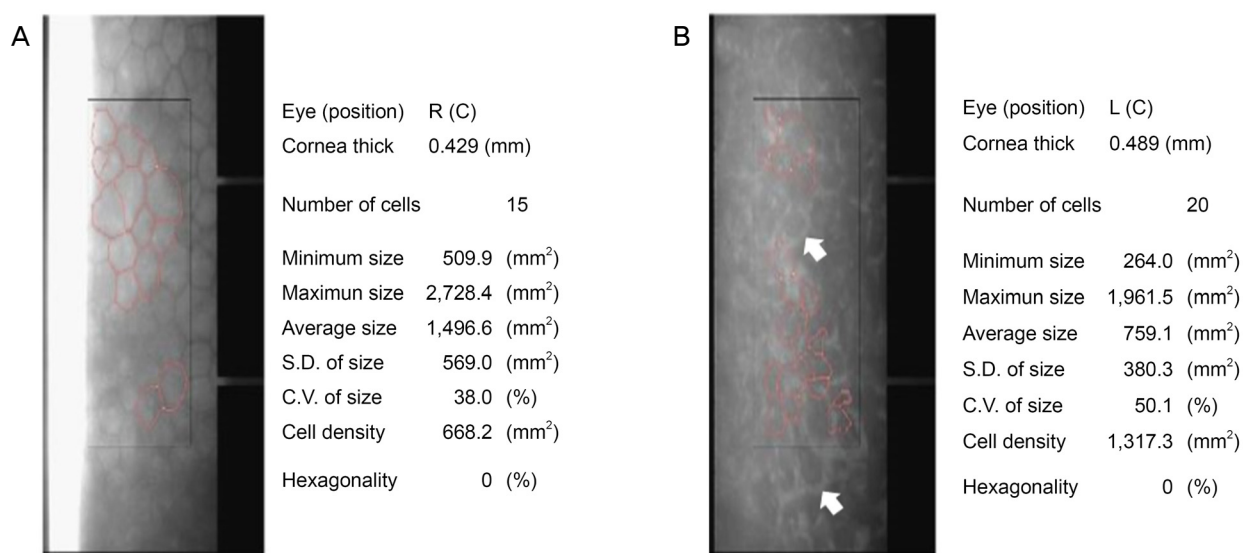 A
Eye (position) R (C)
Cornea thick 0.429 (mm)
Number of cells 15
Minimum size 509.9 (mm²)
Maximun size 2,728.4 (mm²)
Average size 1,496.6 (mm²)
S.D. of size 569.0 (mm²)
C.V. of size 38.0 (%)
Cell density 668.2 (mm²)
Hexagonality 0 (%)
B
Eye (position) L (C)
Cornea thick 0.489 (mm)
Number of cells 20
Minimum size 264.0 (mm²)
Maximun size 1,961.5 (mm²)
Average size 759.1 (mm²)
S.D. of size 380.3 (mm²)
C.V. of size 50.1 (%)
Cell density 1,317.3 (mm²)
Hexagonality 0 (%)